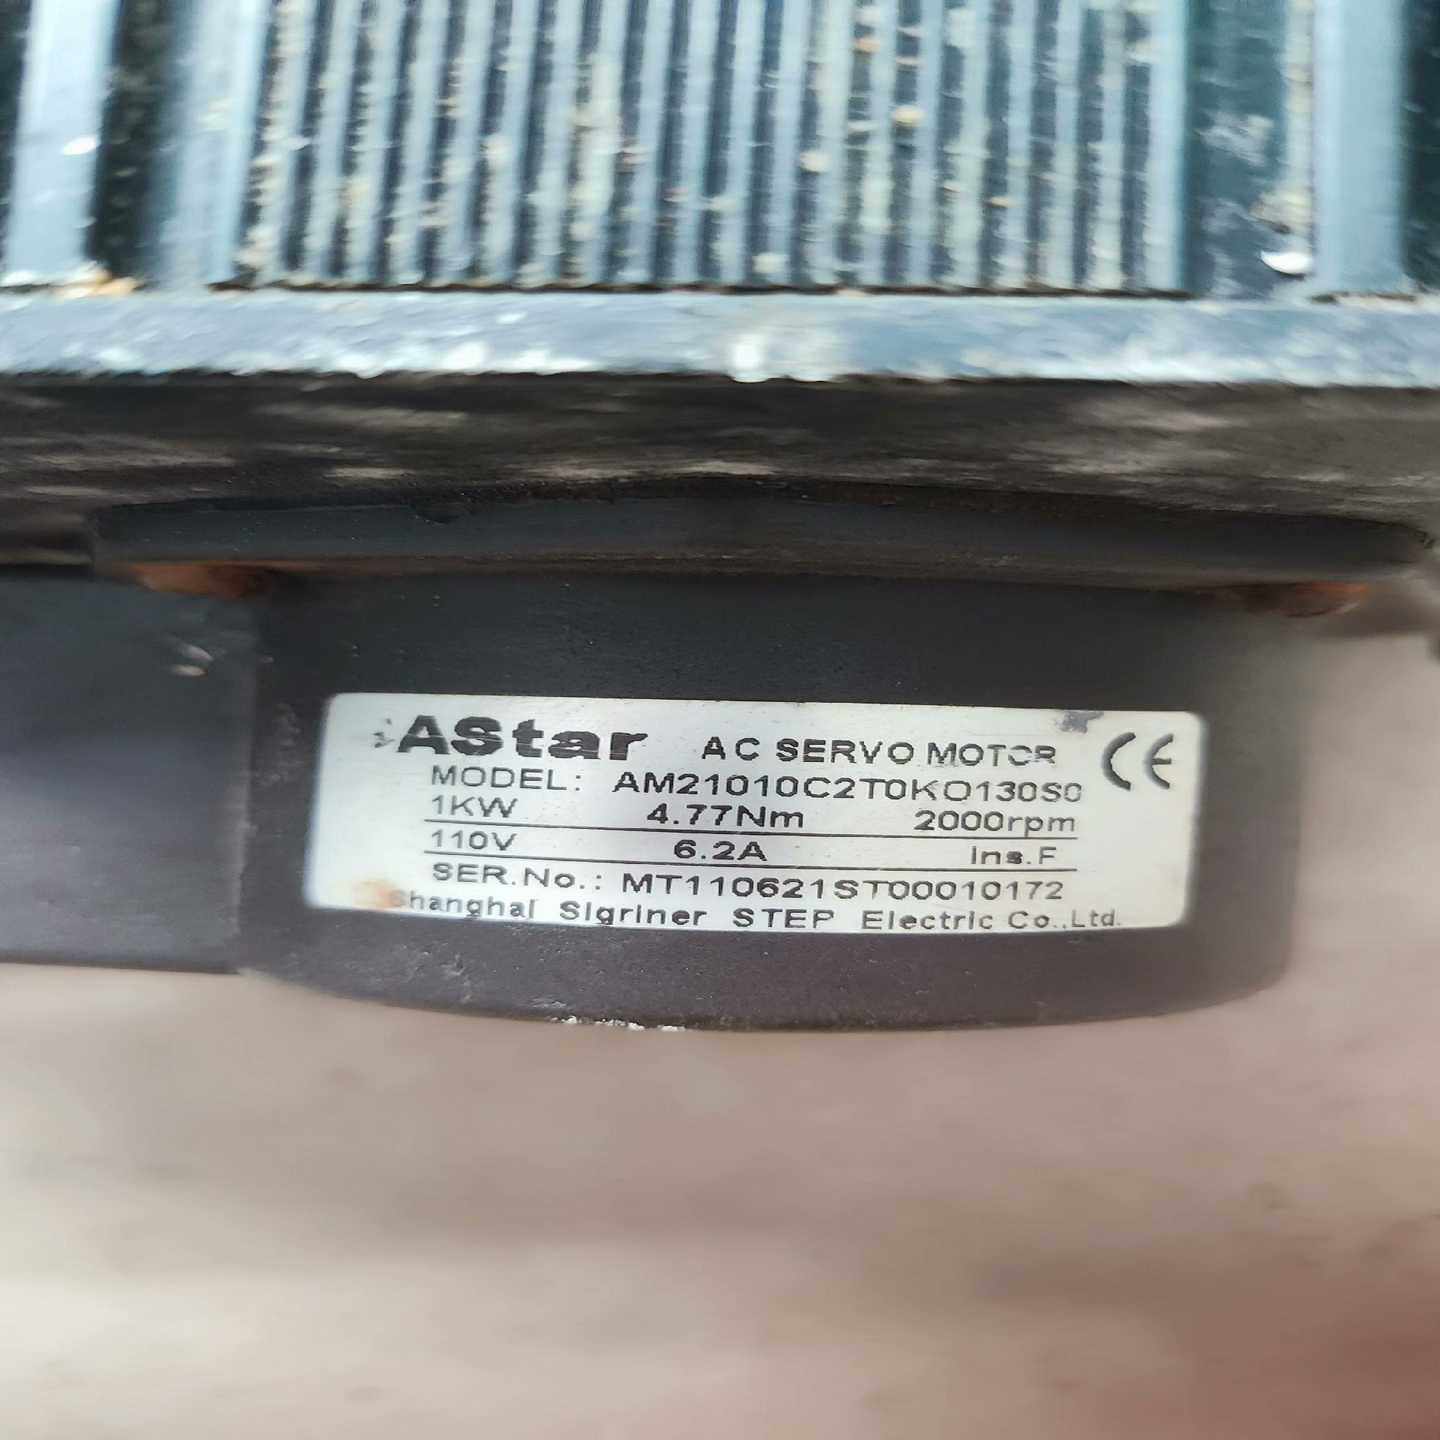 AStar AC SERVO MOTOR CE
MODEL: AM21010C2T0KO130S0
1KW 4.77Nm 2000rpm
110V 6.2A Ins.F
SER.No.: MT110621ST00010172
Shanghai Sigriner STEP Electric Co.,Ltd.